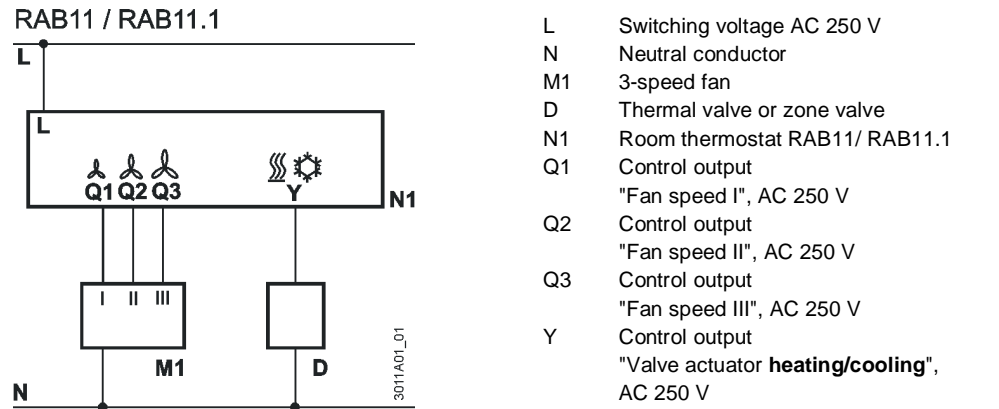 RAB11 / RAB11.1
L
L
Q1 Q2 Q3
Y
N1
I II III
M1
D
3011A01_01
N
L Switching voltage AC 250 V
N Neutral conductor
M1 3-speed fan
D Thermal valve or zone valve
N1 Room thermostat RAB11/ RAB11.1
Q1 Control output
"Fan speed I", AC 250 V
Q2 Control output
"Fan speed II", AC 250 V
Q3 Control output
"Fan speed III", AC 250 V
Y Control output
"Valve actuator heating/cooling",
AC 250 V